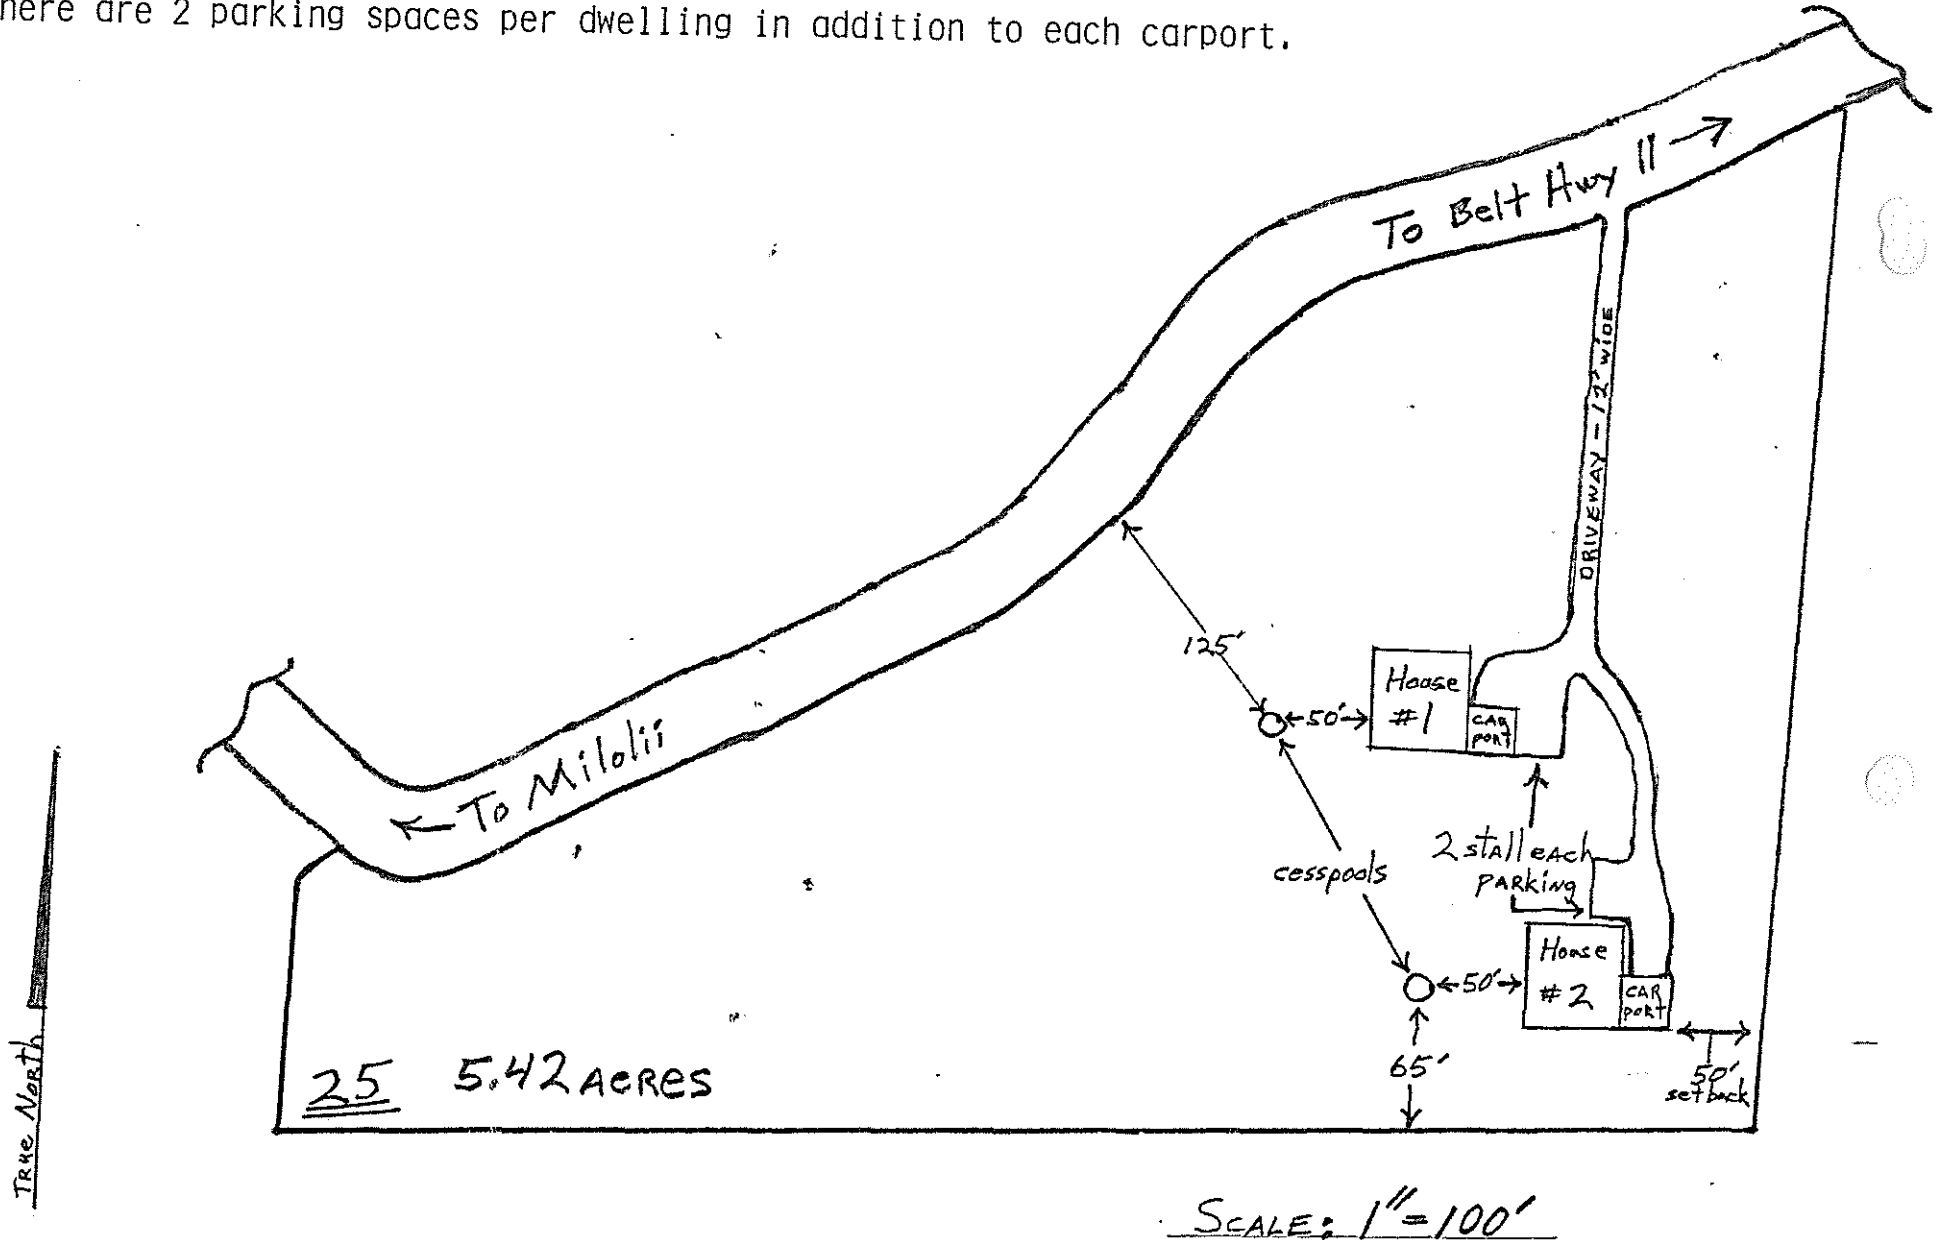 here are 2 parking spaces per dwelling in addition to each carport.
To Belt Hwy 11 →
DRIVEWAY - 12' WIDE
125'
House
#1
50'
CAR
PORT
← To Milolii
2 stall each
parking
cesspools
House
#2
50'
CAR
PORT
65'
50'
setback
25 5.42 ACRES
True North
SCALE: 1"=100'